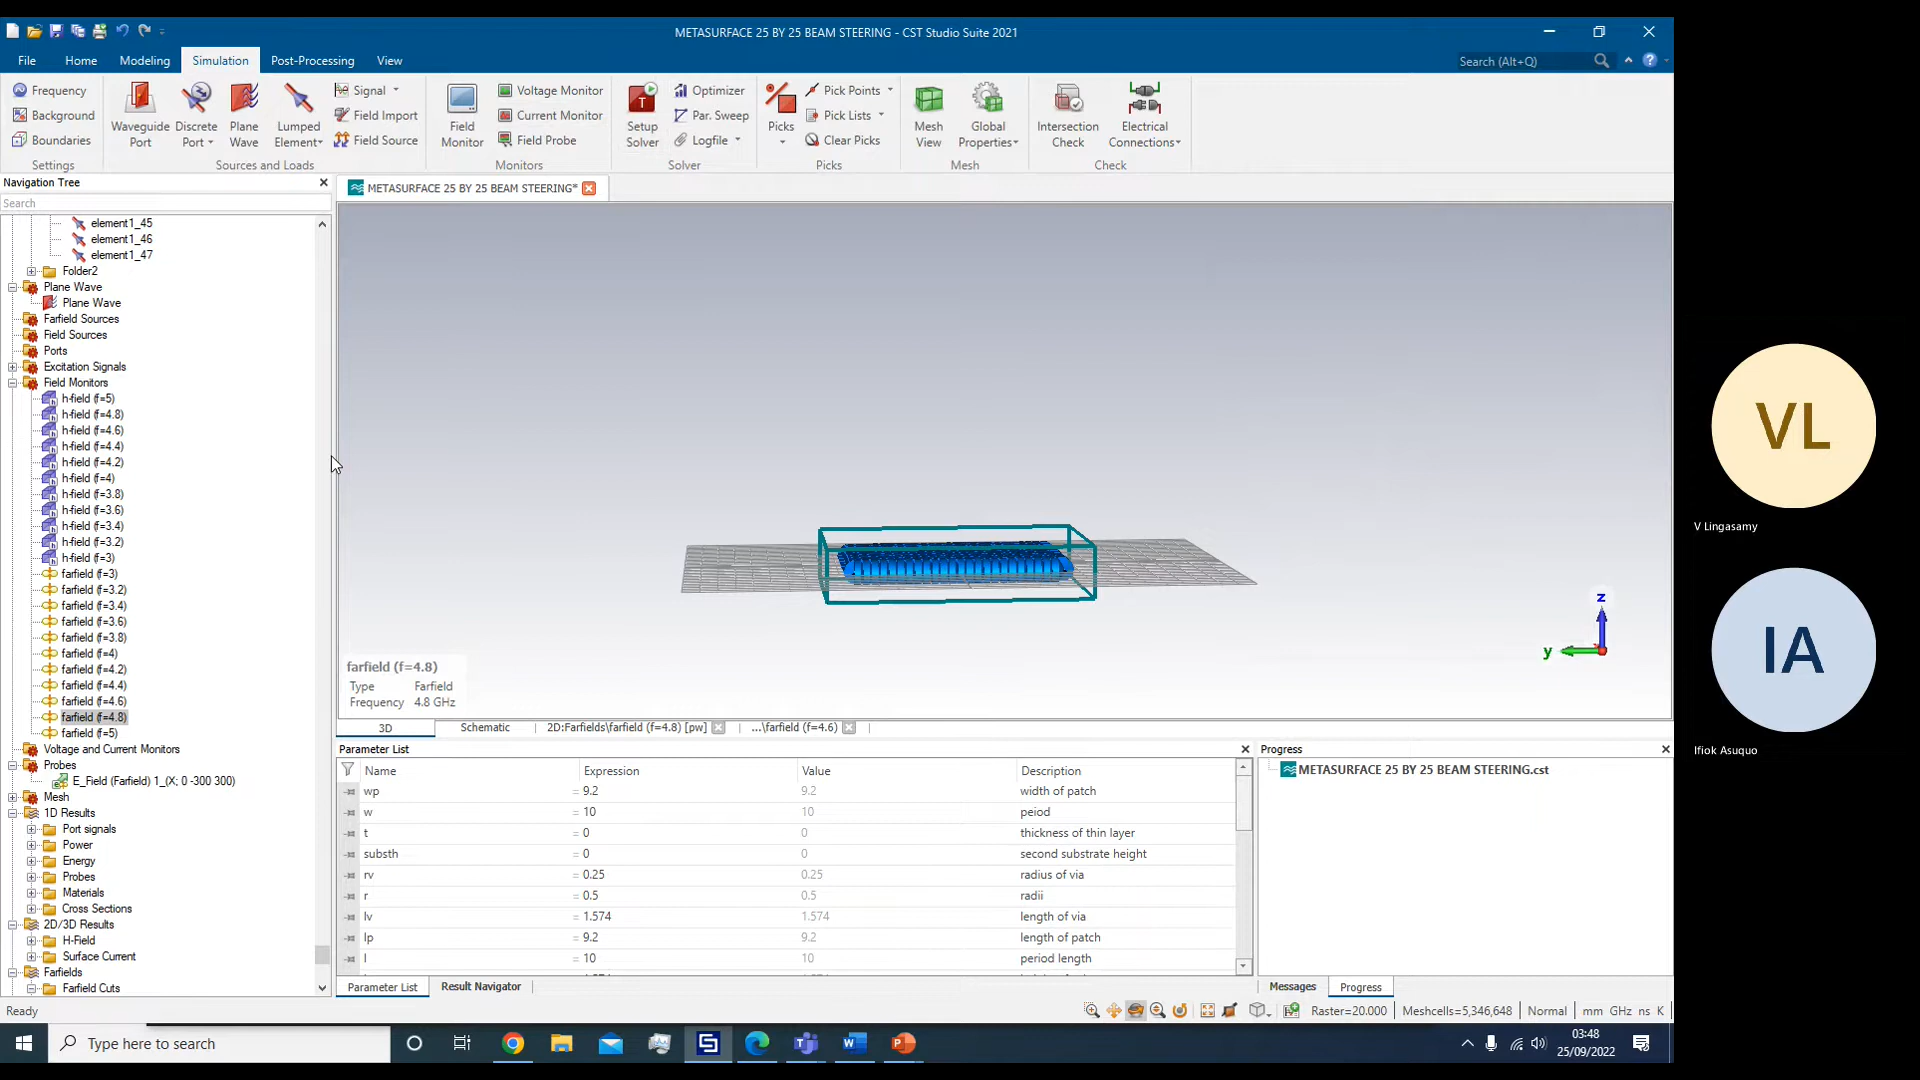 METASURFACE 25 BY 25 BEAM STEERING - CST Studio Suite 2021
File Home Modeling Simulation Post-Processing View
Search (Alt+Q)
Frequency
Background
Boundaries
Settings
Waveguide Port
Discrete Port
Plane Wave
Lumped Element
Signal
Field Import
Field Source
Sources and Loads
Field Monitor
Voltage Monitor
Current Monitor
Field Probe
Monitors
Setup Solver
Optimizer
Par. Sweep
Logfile
Solver
Picks
Pick Points
Pick Lists
Clear Picks
Picks
Mesh View
Global Properties
Mesh
Intersection Check
Electrical Connections
Check
Navigation Tree
Search
METASURFACE 25 BY 25 BEAM STEERING*
element1_45
element1_46
element1_47
Folder2
Plane Wave
Plane Wave
Farfield Sources
Field Sources
Ports
Excitation Signals
Field Monitors
h-field (f=5)
h-field (f=4.8)
h-field (f=4.6)
h-field (f=4.4)
h-field (f=4.2)
h-field (f=4)
h-field (f=3.8)
h-field (f=3.6)
h-field (f=3.4)
h-field (f=3.2)
h-field (f=3)
farfield (f=3)
farfield (f=3.2)
farfield (f=3.4)
farfield (f=3.6)
farfield (f=3.8)
farfield (f=4)
farfield (f=4.2)
farfield (f=4.4)
farfield (f=4.6)
farfield (f=4.8)
farfield (f=5)
Voltage and Current Monitors
Probes
E_Field (Farfield) 1_(X; 0 -300 300)
Mesh
1D Results
Port signals
Power
Energy
Probes
Materials
Cross Sections
2D/3D Results
H-Field
Surface Current
Farfields
Farfield Cuts
z
y
farfield (f=4.8)
Type Farfield
Frequency 4.8 GHz
3D Schematic 2D:Farfields\farfield (f=4.8) [pw] ...\farfield (f=4.6)
Parameter List
Name Expression Value Description
wp = 9.2 9.2 width of patch
w = 10 10 peiod
t = 0 0 thickness of thin layer
substh = 0 0 second substrate height
rv = 0.25 0.25 radius of via
r = 0.5 0.5 radii
lv = 1.574 1.574 length of via
lp = 9.2 9.2 length of patch
l = 10 10 period length
Parameter List Result Navigator
Progress
METASURFACE 25 BY 25 BEAM STEERING.cst
Messages Progress
Ready
Raster=20.000 Meshcells=5,346,648 Normal mm GHz ns K
Type here to search
03:48
25/09/2022
VL
V Lingasamy
IA
Ifiok Asuquo